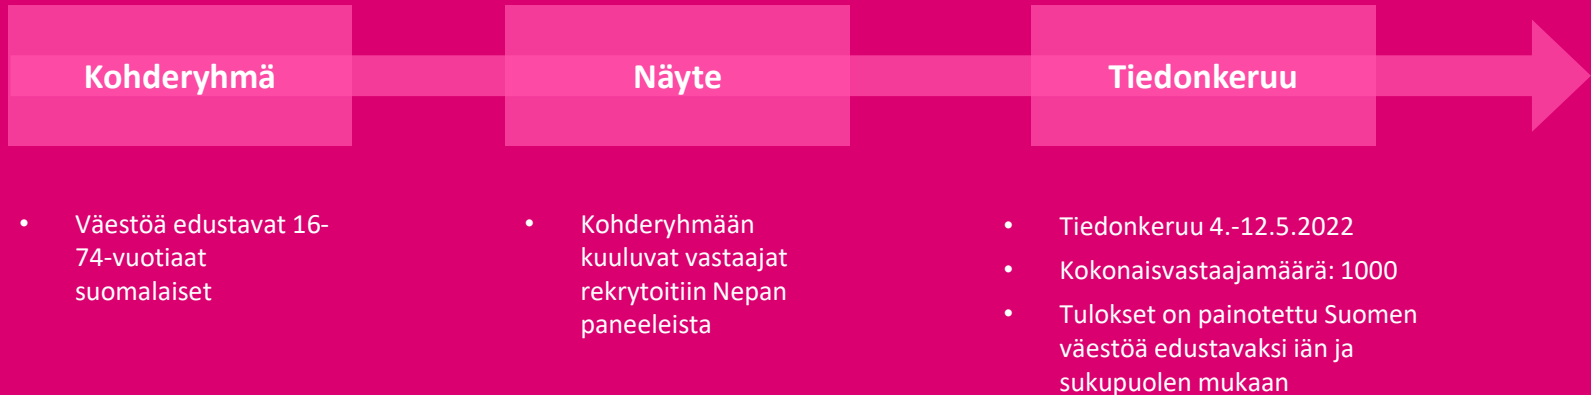 Kohderyhmä
• Väestöä edustavat 16-
74-vuotiaat
suomalaiset
Näyte
• Kohderyhmään
kuuluvat vastaajat
rekrytoitiin Nepan
paneeleista
Tiedonkeruu
• Tiedonkeruu 4.-12.5.2022
• Kokonaisvastaajamäärä: 1000
• Tulokset on painotettu Suomen
väestöä edustavaksi iän ja
sukupuolen mukaan